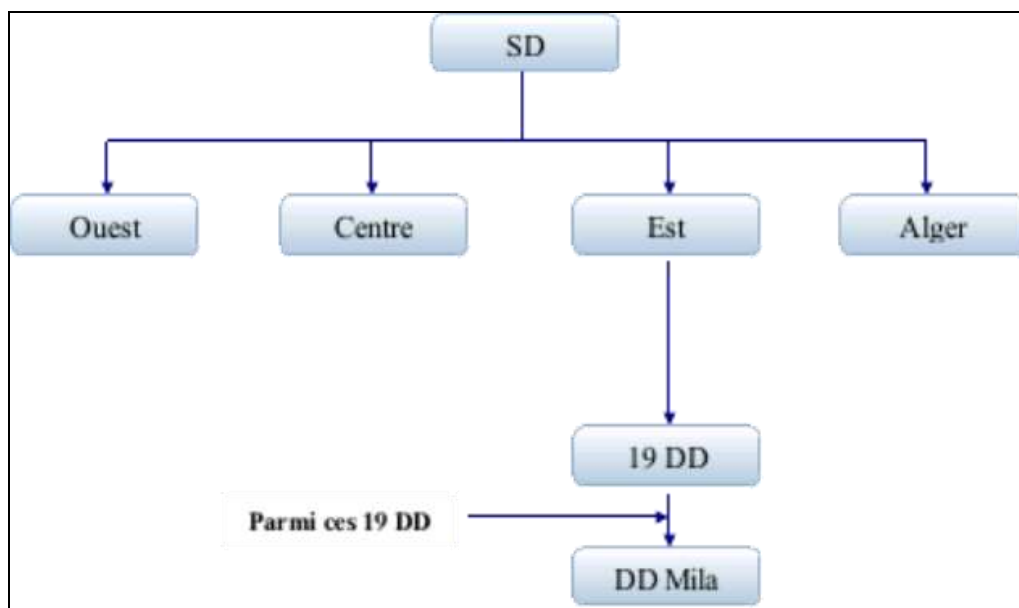 SD
Ouest
Centre
Est
Alger
19 DD
Parmi ces 19 DD
DD Mila